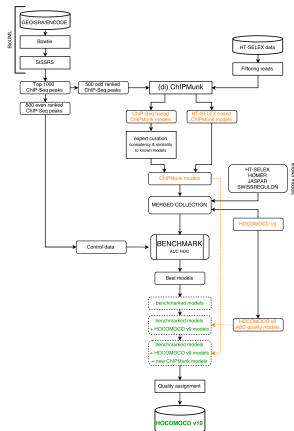 BioUML
GEO/SRA/ENCODE
Bowtie
SISSRS
Top 1000
ChIP-Seq peaks
500 odd ranked
ChIP-Seq peaks
500 even ranked
ChIP-Seq peaks
(di) ChIPMunk
HT-SELEX data
Filtering reads
ChIP-Seq based
ChIPMunk models
HT-SELEX based
ChIPMunk models
expert curation
consistency & similarity
to known models
ChIPMunk models
HT-SELEX
HOMER
JASPAR
SWISSREGULON
MERGED COLLECTION
HOCOMOCO v9
Control data
BENCHMARK
AUC ROC
Best models
benchmarked models
benchmarked models
+ HOCOMOCO v9 models
HOCOMOCO v9
ABC-quality models
benchmarked models
+ HOCOMOCO v9 models
+ new ChIPMunk models
Quality assignment
HOCOMOCO v10